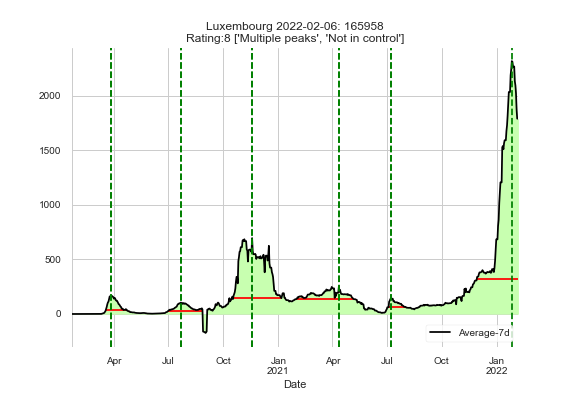 Luxembourg 2022-02-06: 165958
Rating:8 ['Multiple peaks', 'Not in control']
2000
1500
1000
500
0
Average-7d
Apr Jul Oct Jan Apr Jul Oct Jan
2021 2022
Date